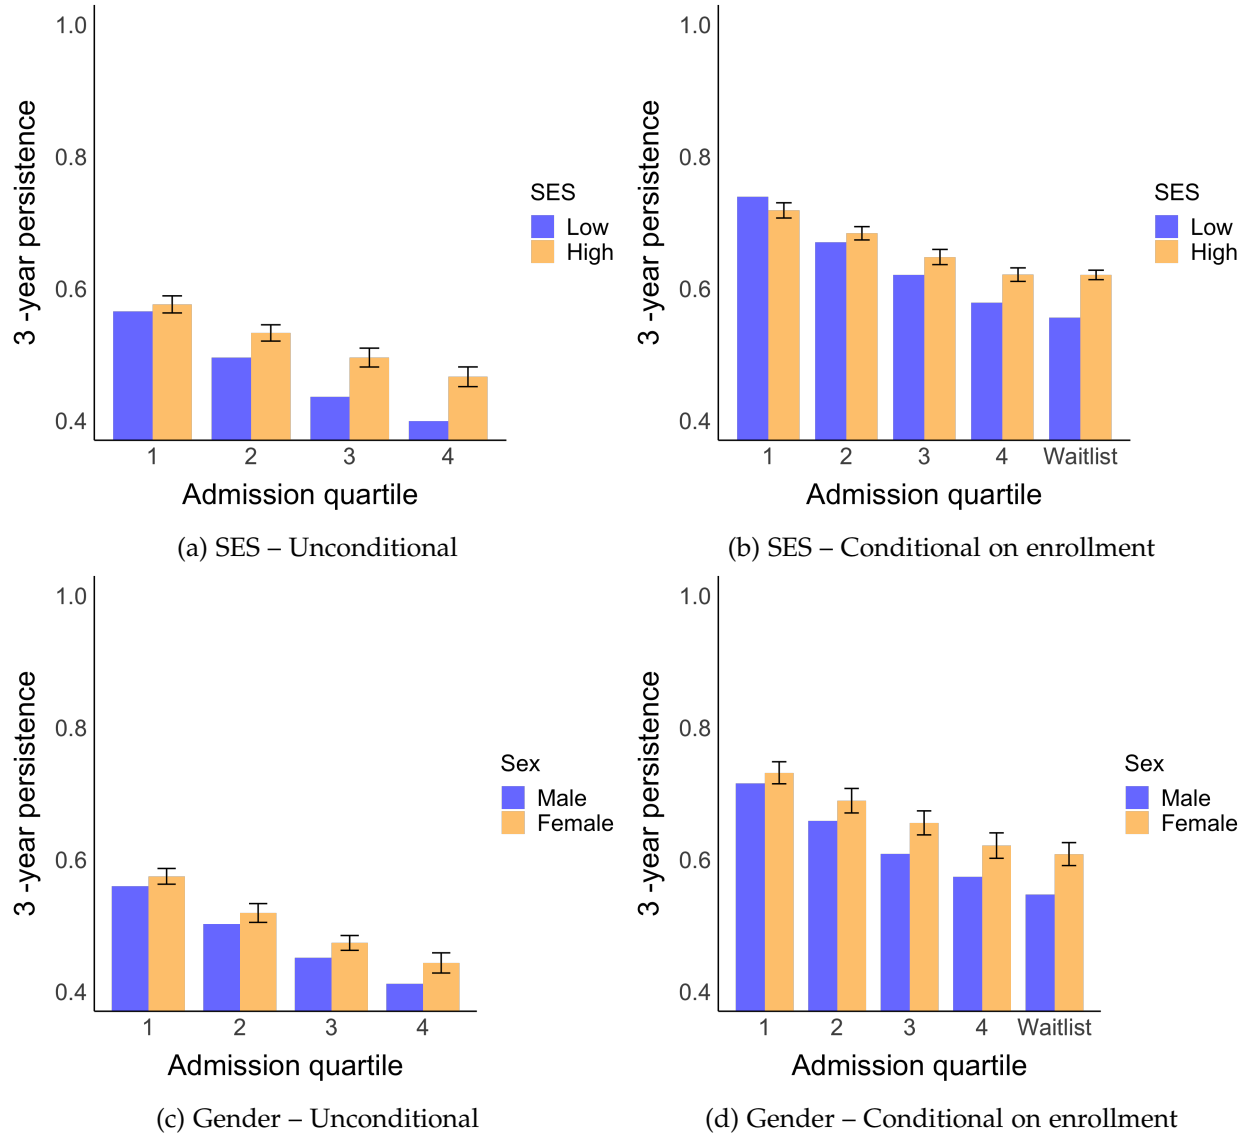 1.0
0.8
0.6
0.4
3 -year persistence
1 2 3 4
Admission quartile
SES
Low
High
(a) SES – Unconditional
1.0
0.8
0.6
0.4
3 -year persistence
1 2 3 4 Waitlist
Admission quartile
SES
Low
High
(b) SES – Conditional on enrollment
1.0
0.8
0.6
0.4
3 -year persistence
1 2 3 4
Admission quartile
Sex
Male
Female
(c) Gender – Unconditional
1.0
0.8
0.6
0.4
3 -year persistence
1 2 3 4 Waitlist
Admission quartile
Sex
Male
Female
(d) Gender – Conditional on enrollment